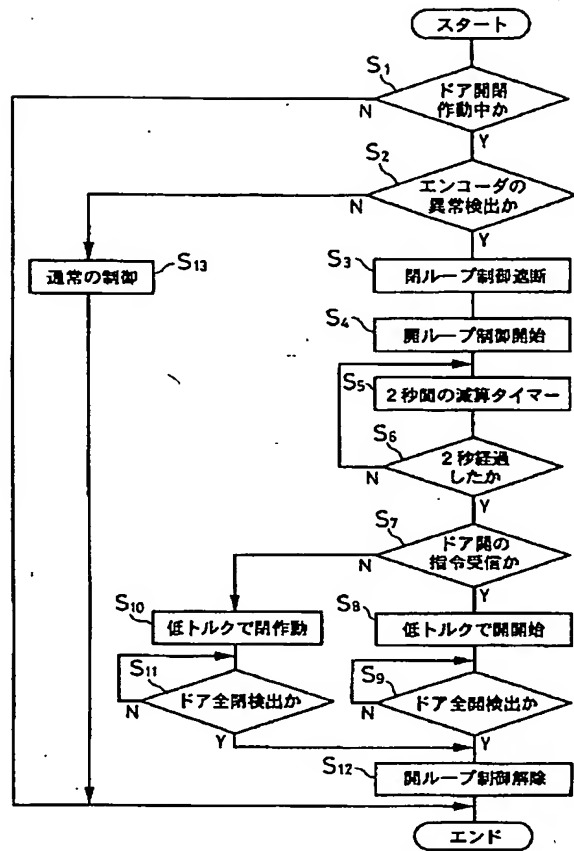 スタート
S1
ドア開閉
作動中か
N
Y
S2
エンコーダの
異常検出か
N
Y
S13
通常の制御
S3
閉ループ制御遮断
S4
開ループ制御開始
S5
2秒間の減算タイマー
S6
2秒経過
したか
N
Y
S7
ドア開の
指令受信か
N
Y
S10
低トルクで閉作動
S8
低トルクで開開始
S11
ドア全閉検出か
N
Y
S9
ドア全開検出か
N
Y
S12
開ループ制御解除
エンド